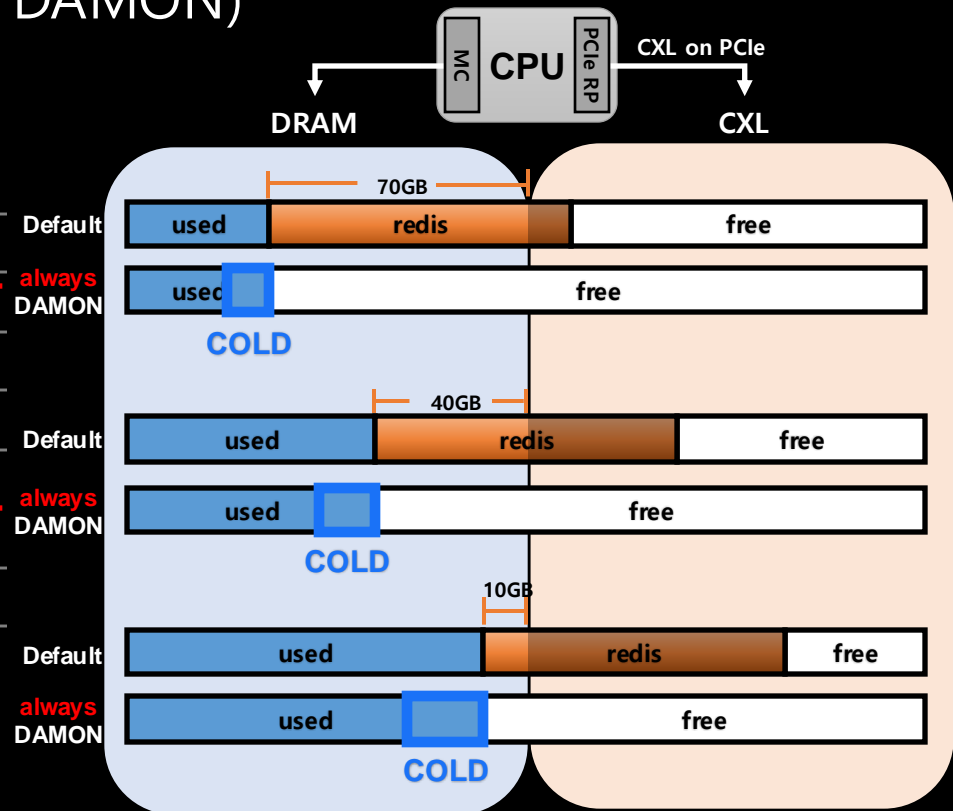 DAMON)
MC
CPU
PCIe RP
CXL on PCIe
DRAM
CXL
70GB
Default
used
redis
free
always
DAMON
used
free
COLD
40GB
Default
used
redis
free
always
DAMON
used
free
COLD
10GB
Default
used
redis
free
always
DAMON
used
free
COLD